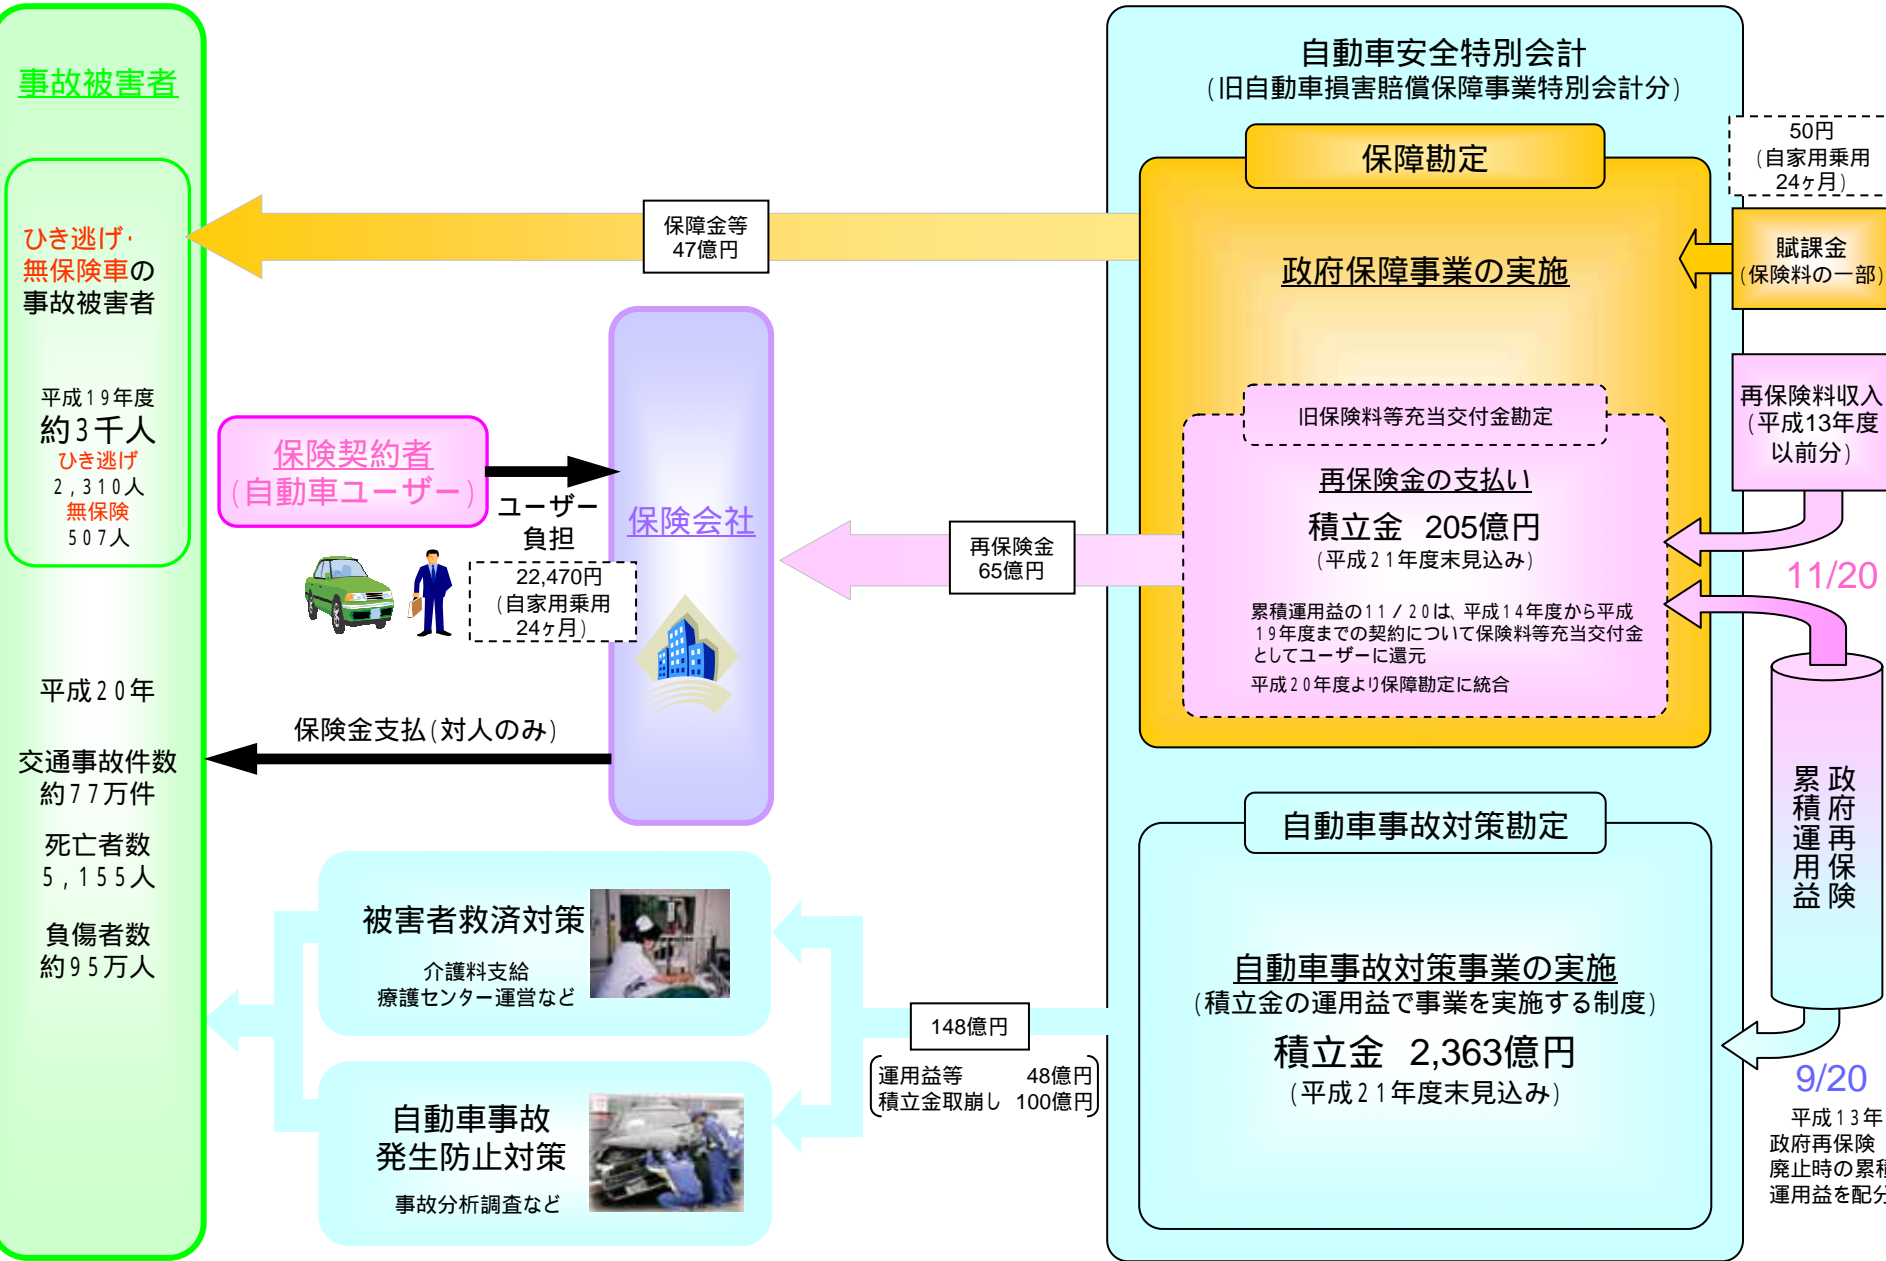 事故被害者
ひき逃げ・
無保険車の
事故被害者
平成19年度
約3千人
ひき逃げ
2,310人
無保険
507人
平成20年
交通事故件数
約77万件
死亡者数
5,155人
負傷者数
約95万人
保険契約者
(自動車ユーザー)
ユーザー
負担
22,470円
(自家用乗用
24ヶ月)
保険会社
保険金支払(対人のみ)
保障金等
47億円
再保険金
65億円
被害者救済対策
介護料支給
療護センター運営など
自動車事故
発生防止対策
事故分析調査など
148億円
運用益等 48億円
積立金取崩し 100億円
自動車安全特別会計
(旧自動車損害賠償保障事業特別会計分)
保障勘定
政府保障事業の実施
旧保険料等充当交付金勘定
再保険金の支払い
積立金 205億円
(平成21年度末見込み)
累積運用益の11/20は、平成14年度から平成
19年度までの契約について保険料等充当交付金
としてユーザーに還元
平成20年度より保障勘定に統合
自動車事故対策勘定
自動車事故対策事業の実施
(積立金の運用益で事業を実施する制度)
積立金 2,363億円
(平成21年度末見込み)
50円
(自家用乗用
24ヶ月)
賦課金
(保険料の一部)
再保険料収入
(平成13年度
以前分)
11/20
政府再保険
累積運用益
9/20
平成13年
政府再保険
廃止時の累積
運用益を配分